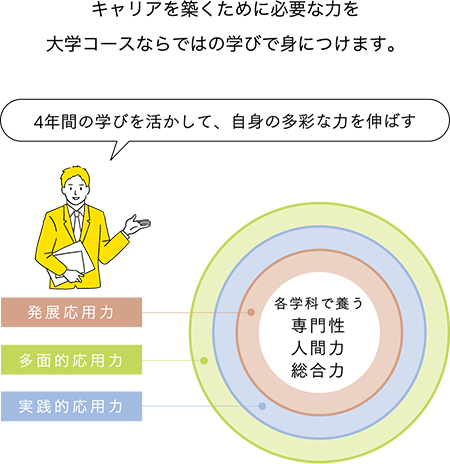 キャリアを築くために必要な力を
大学コースならではの学びで身につけます。
4年間の学びを活かして、自身の多彩な力を伸ばす
発展応用力
多面的応用力
実践的応用力
各学科で養う
専門性
人間力
総合力